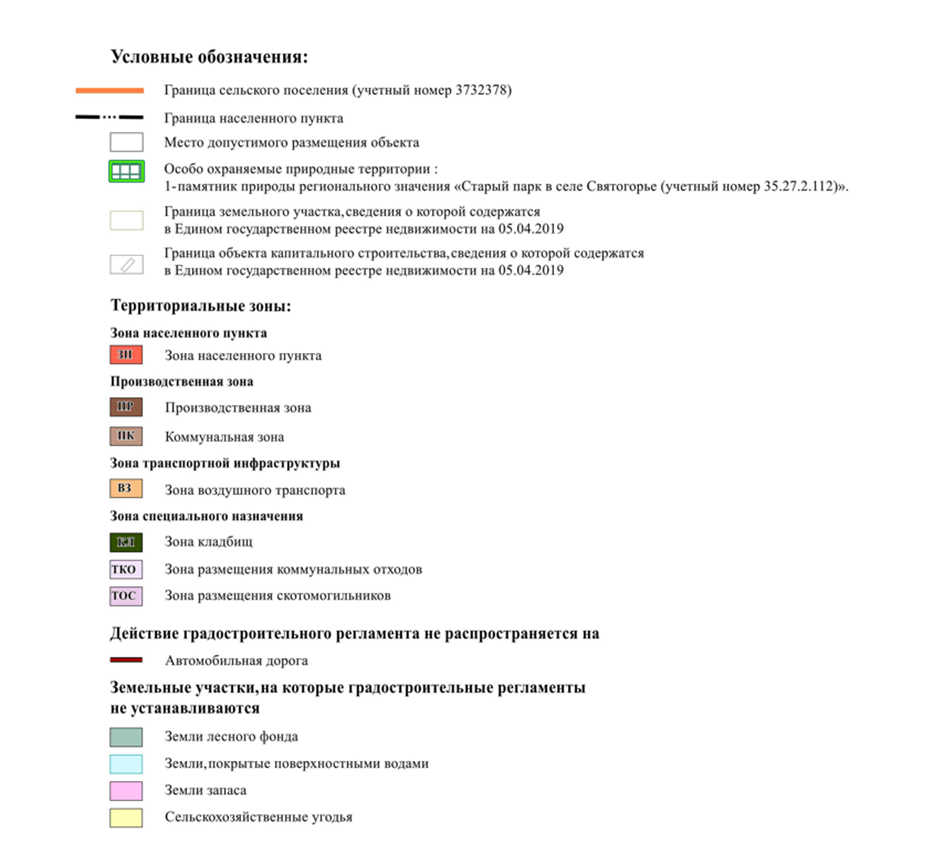 Условные обозначения:
Граница сельского поселения (учетный номер 3732378)
Граница населенного пункта
Место допустимого размещения объекта
Особо охраняемые природные территории :
1-памятник природы регионального значения «Старый парк в селе Святогорье (учетный номер 35.27.2.112)».
Граница земельного участка,сведения о которой содержатся
в Едином государственном реестре недвижимости на 05.04.2019
Граница объекта капитального строительства,сведения о которой содержатся
в Едином государственном реестре недвижимости на 05.04.2019
Территориальные зоны:
Зона населенного пункта
ЗП Зона населенного пункта
Производственная зона
ПР Производственная зона
ПК Коммунальная зона
Зона транспортной инфраструктуры
ВЗ Зона воздушного транспорта
Зона специального назначения
КЛ Зона кладбищ
ТКО Зона размещения коммунальных отходов
ТОС Зона размещения скотомогильников
Действие градостроительного регламента не распространяется на
Автомобильная дорога
Земельные участки,на которые градостроительные регламенты
не устанавливаются
Земли лесного фонда
Земли,покрытые поверхностными водами
Земли запаса
Сельскохозяйственные угодья